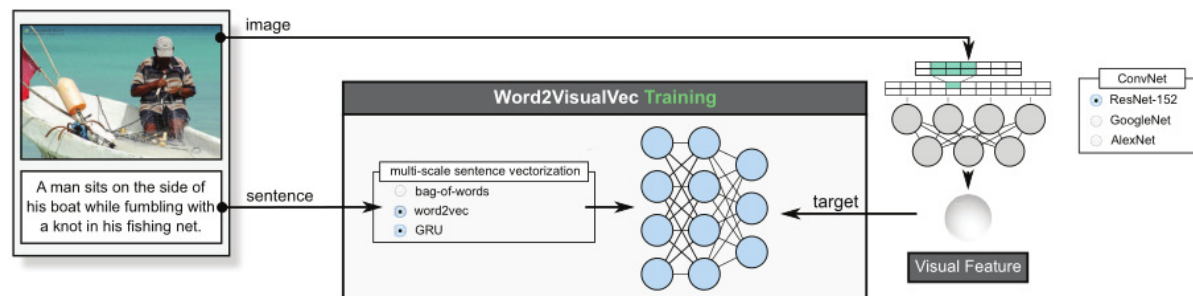 image
A man sits on the side of
his boat while fumbling with
a knot in his fishing net.
sentence
Word2VisualVec Training
multi-scale sentence vectorization
bag-of-words
word2vec
GRU
target
ConvNet
ResNet-152
GoogleNet
AlexNet
Visual Feature